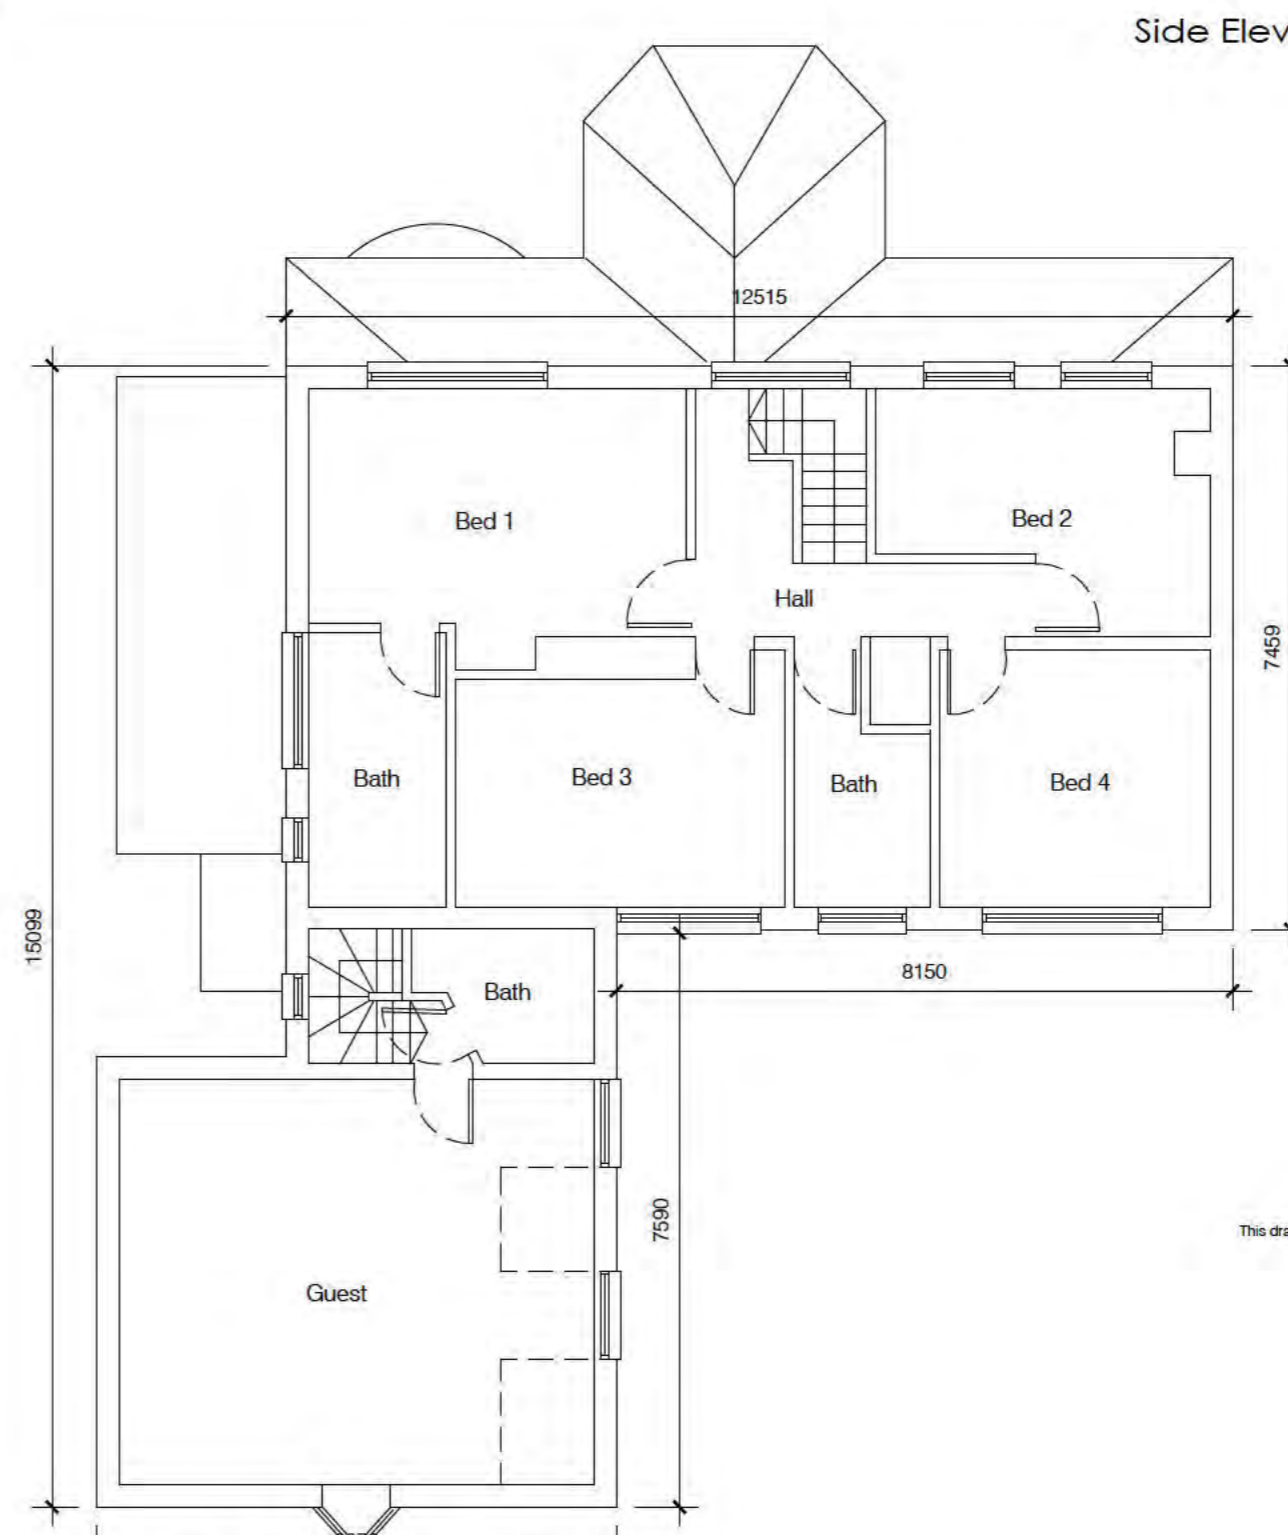 Side Elev
12515
Bed 1
Bed 2
Hall
7459
Bath
Bed 3
Bath
Bed 4
15099
8150
Bath
7590
This dra
Guest